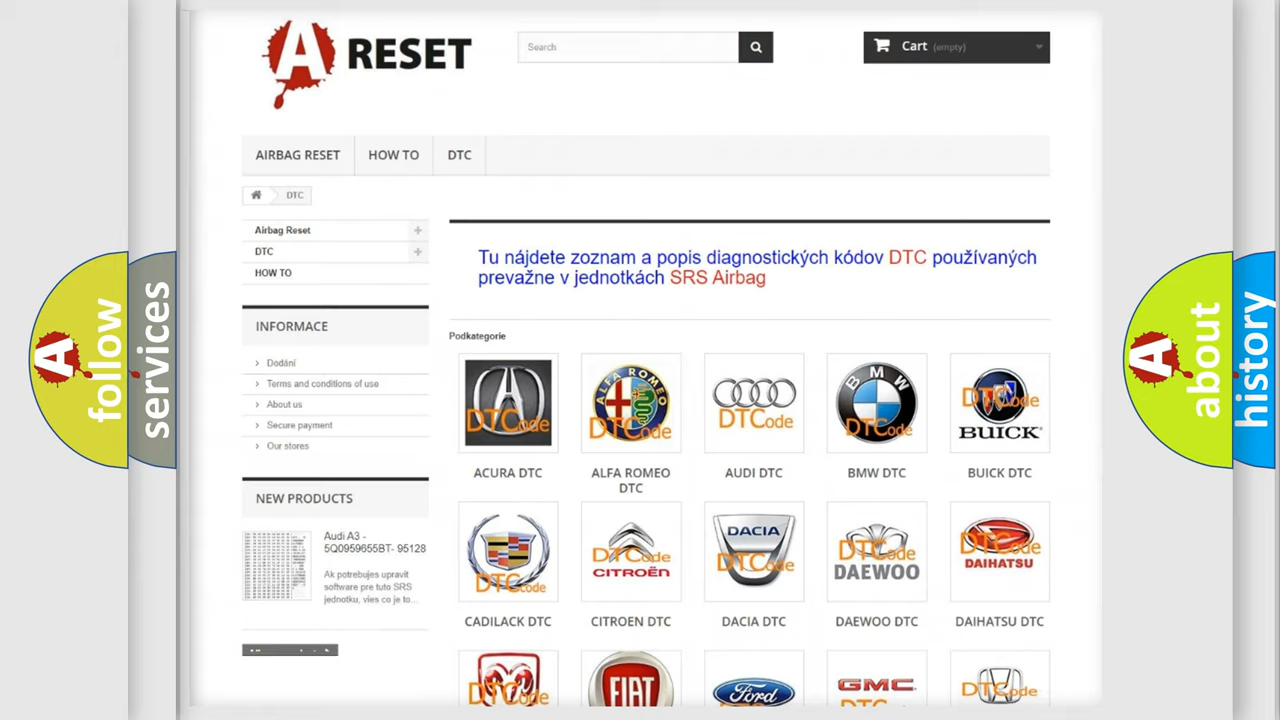 A RESET
Search
Cart (empty)
AIRBAG RESET
HOW TO
DTC
DTC
Airbag Reset
DTC
HOW TO
Tu nájdete zoznam a popis diagnostických kódov DTC používaných
prevažne v jednotkách SRS Airbag
INFORMACE
Dodání
Terms and conditions of use
About us
Secure payment
Our stores
NEW PRODUCTS
Audi A3 -
5Q0959655BT- 95128
Ak potrebujes upravit
software pre tuto SRS
jednotku, vies co je to...
Podkategorie
DTCode
ALFA ROMEO
DTCode
DTCode
BMW
DTCode
DTCode
BUICK
ACURA DTC
ALFA ROMEO
DTC
AUDI DTC
BMW DTC
BUICK DTC
DTCode
DTCode
CITROËN
DACIA
DTCode
DTCode
DAEWOO
DTCode
DAIHATSU
CADILACK DTC
CITROEN DTC
DACIA DTC
DAEWOO DTC
DAIHATSU DTC
DTCode
FIAT
Ford
GMC
DTCode
A follow
services
A about
history